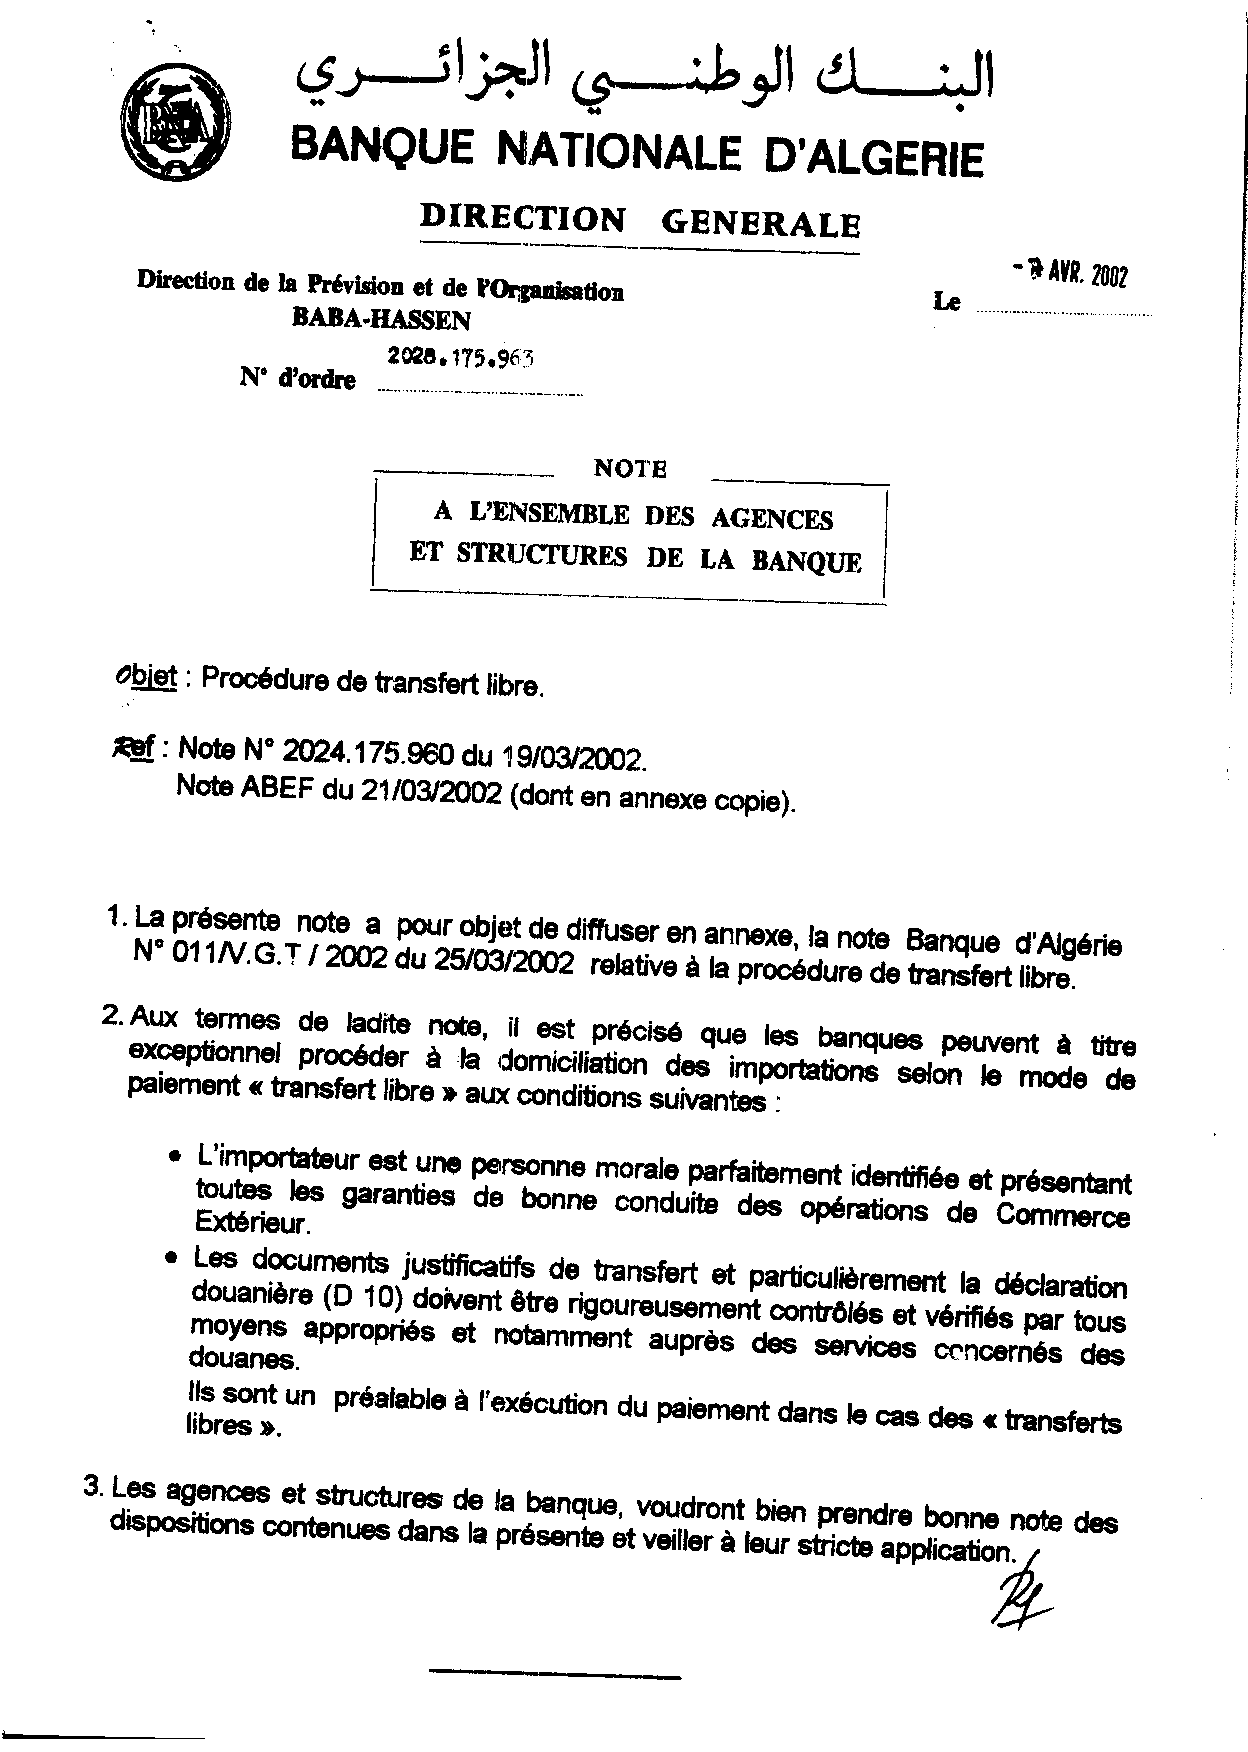 البنك الوطني الجزائري
BANQUE NATIONALE D'ALGERIE
DIRECTION GENERALE
Direction de la Prévision et de l'Organisation
BABA-HASSEN
- AVR. 2002
Le
2028.175.963
N° d'ordre
NOTE
A L'ENSEMBLE DES AGENCES
ET STRUCTURES DE LA BANQUE
Objet : Procédure de transfert libre.
Ref : Note N° 2024.175.960 du 19/03/2002.
Note ABEF du 21/03/2002 (dont en annexe copie).
1. La présente note a pour objet de diffuser en annexe, la note Banque d'Algérie
N° 011/V.G.T / 2002 du 25/03/2002 relative à la procédure de transfert libre.
2. Aux termes de ladite note, il est précisé que les banques peuvent à titre
exceptionnel procéder à la domiciliation des importations selon le mode de
paiement « transfert libre » aux conditions suivantes :
• L'importateur est une personne morale parfaitement identifiée et présentant
toutes les garanties de bonne conduite des opérations de Commerce
Extérieur.
• Les documents justificatifs de transfert et particulièrement la déclaration
douanière (D 10) doivent être rigoureusement contrôlés et vérifiés par tous
moyens appropriés et notamment auprès des services concernés des
douanes.
Ils sont un préalable à l'exécution du paiement dans le cas des « transferts
libres ».
3. Les agences et structures de la banque, voudront bien prendre bonne note des
dispositions contenues dans la présente et veiller à leur stricte application.